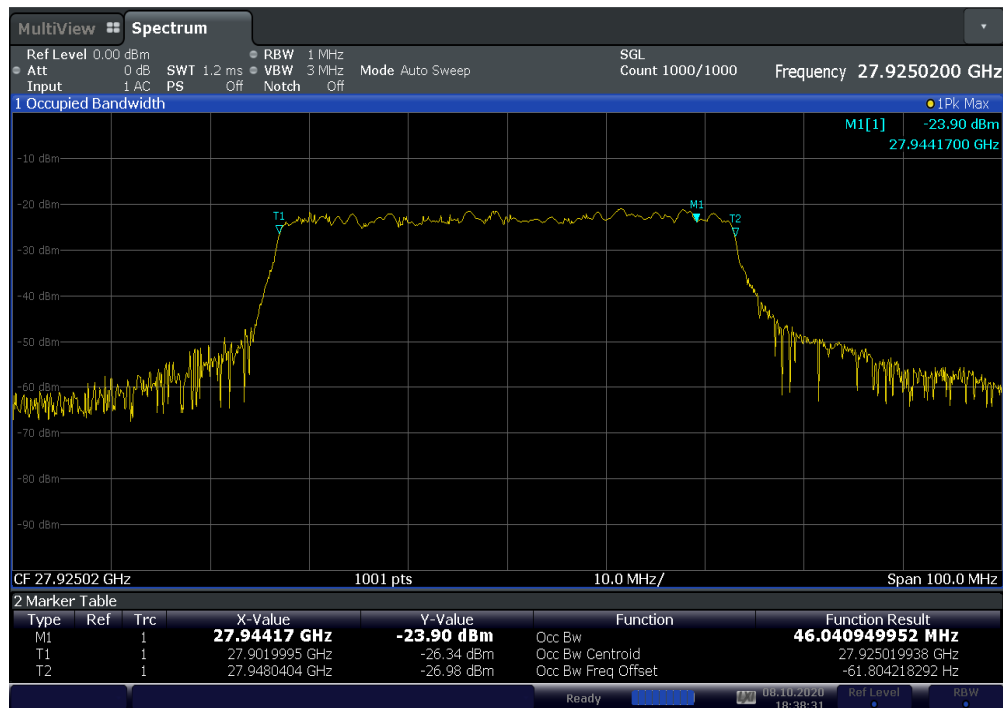 MultiView Spectrum
Ref Level 0.00 dBm RBW 1 MHz SGL
Att 0 dB SWT 1.2 ms VBW 3 MHz Mode Auto Sweep Count 1000/1000 Frequency 27.9250200 GHz
Input 1 AC PS Off Notch Off
1 Occupied Bandwidth 1Pk Max
M1[1] -23.90 dBm
27.9441700 GHz
-10 dBm
-20 dBm
M1
T1 T2
-30 dBm
-40 dBm
-50 dBm
-60 dBm
-70 dBm
-80 dBm
-90 dBm
CF 27.92502 GHz 1001 pts 10.0 MHz/ Span 100.0 MHz
2 Marker Table
Type Ref Trc X-Value Y-Value Function Function Result
M1 1 27.94417 GHz -23.90 dBm Occ Bw 46.040949952 MHz
T1 1 27.9019995 GHz -26.34 dBm Occ Bw Centroid 27.925019938 GHz
T2 1 27.9480404 GHz -26.98 dBm Occ Bw Freq Offset -61.804218292 Hz
Ready 08.10.2020 Ref Level RBW
18:38:31